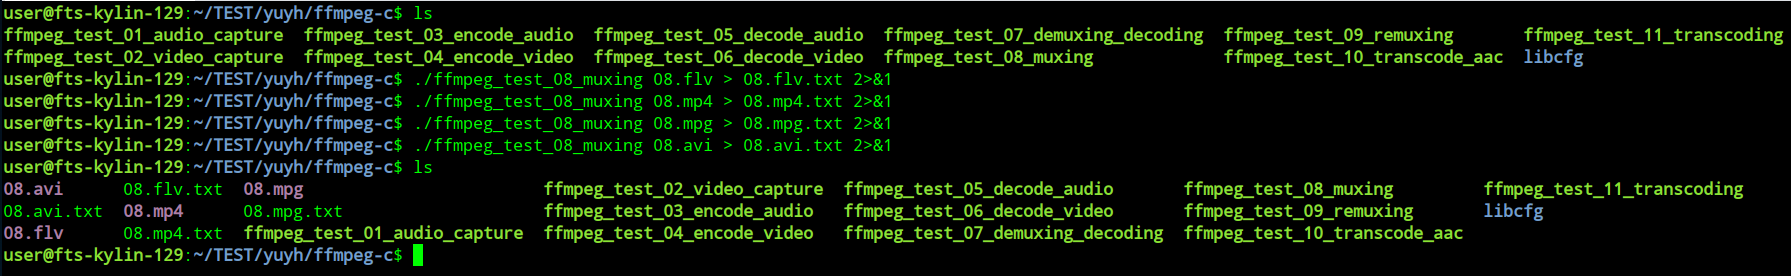 user@fts-kylin-129:~/TEST/yuyh/ffmpeg-c$ ls
ffmpeg_test_01_audio_capture  ffmpeg_test_03_encode_audio  ffmpeg_test_05_decode_audio  ffmpeg_test_07_demuxing_decoding  ffmpeg_test_09_remuxing       ffmpeg_test_11_transcoding
ffmpeg_test_02_video_capture  ffmpeg_test_04_encode_video  ffmpeg_test_06_decode_video  ffmpeg_test_08_muxing             ffmpeg_test_10_transcode_aac  libcfg
user@fts-kylin-129:~/TEST/yuyh/ffmpeg-c$ ./ffmpeg_test_08_muxing 08.flv > 08.flv.txt 2>&1
user@fts-kylin-129:~/TEST/yuyh/ffmpeg-c$ ./ffmpeg_test_08_muxing 08.mp4 > 08.mp4.txt 2>&1
user@fts-kylin-129:~/TEST/yuyh/ffmpeg-c$ ./ffmpeg_test_08_muxing 08.mpg > 08.mpg.txt 2>&1
user@fts-kylin-129:~/TEST/yuyh/ffmpeg-c$ ./ffmpeg_test_08_muxing 08.avi > 08.avi.txt 2>&1
user@fts-kylin-129:~/TEST/yuyh/ffmpeg-c$ ls
08.avi      08.flv.txt  08.mpg                        ffmpeg_test_02_video_capture  ffmpeg_test_05_decode_audio       ffmpeg_test_08_muxing         ffmpeg_test_11_transcoding
08.avi.txt  08.mp4      08.mpg.txt                    ffmpeg_test_03_encode_audio   ffmpeg_test_06_decode_video       ffmpeg_test_09_remuxing       libcfg
08.flv      08.mp4.txt  ffmpeg_test_01_audio_capture  ffmpeg_test_04_encode_video   ffmpeg_test_07_demuxing_decoding  ffmpeg_test_10_transcode_aac
user@fts-kylin-129:~/TEST/yuyh/ffmpeg-c$